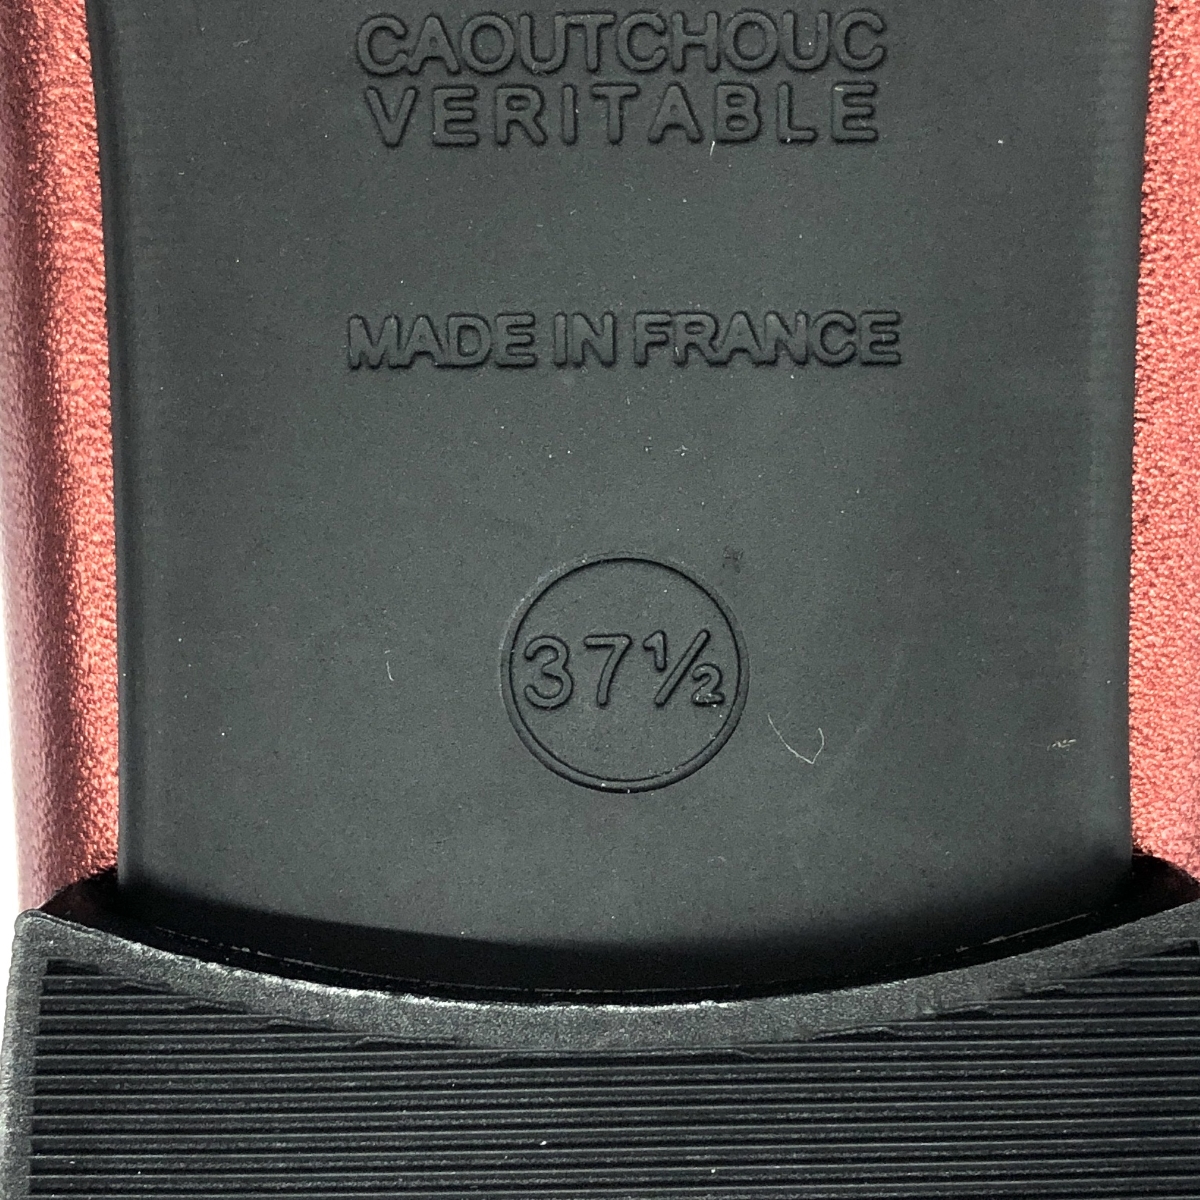 CAOUTCHOUC
VERITABLE
MADE IN FRANCE
37½